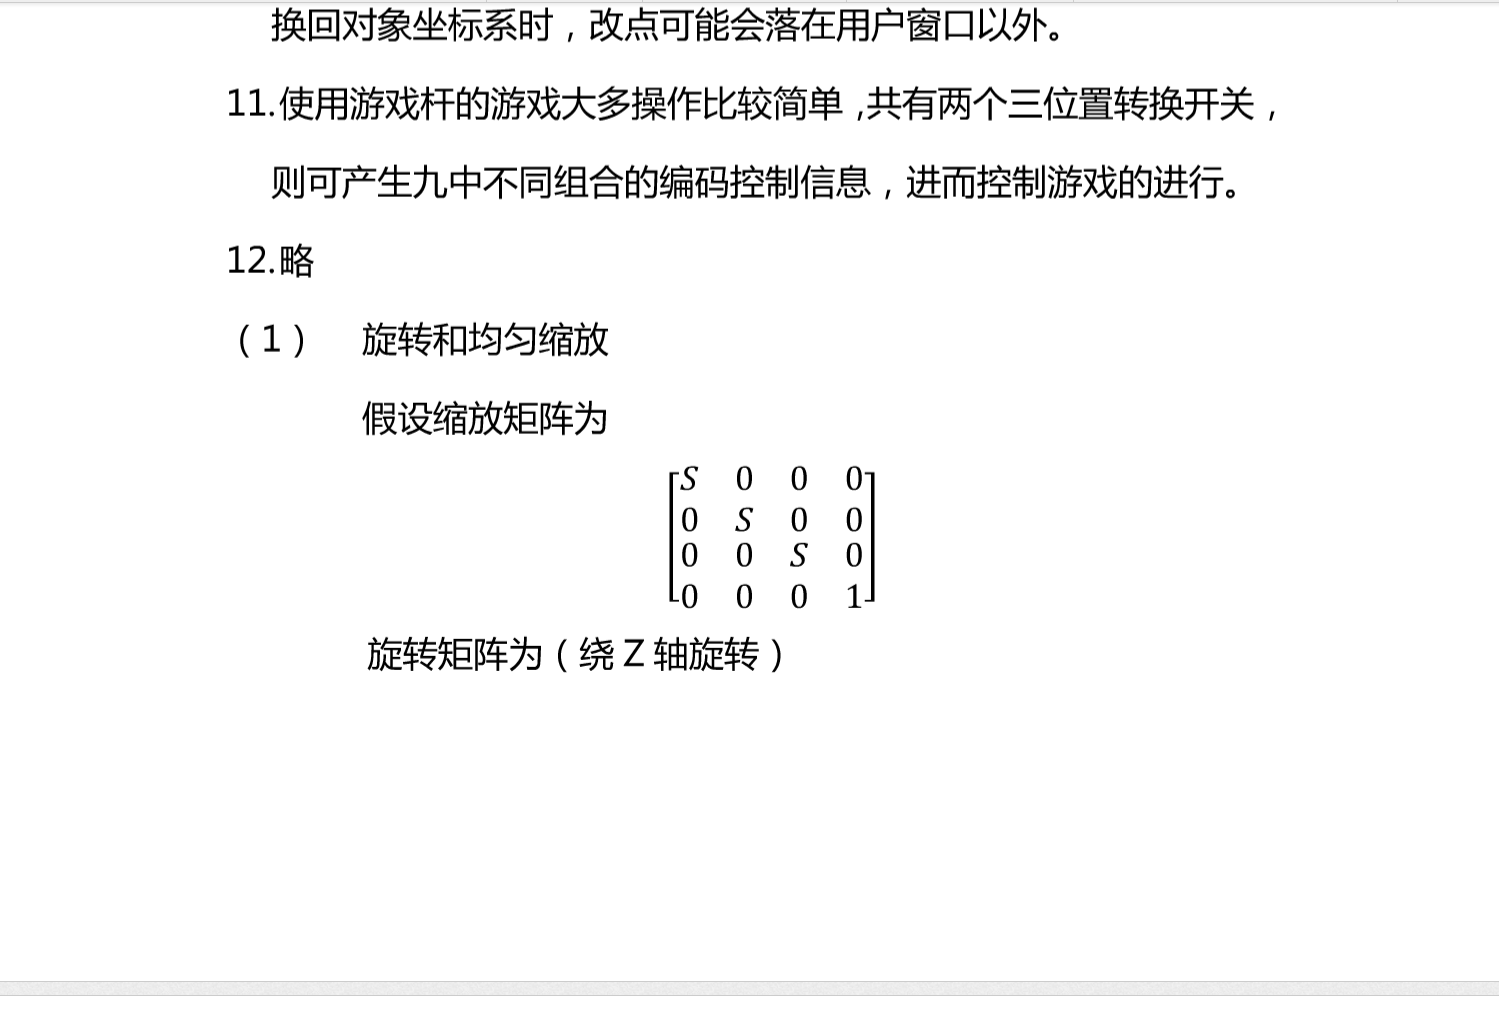 换回对象坐标系时，改点可能会落在用户窗口以外。
11.使用游戏杆的游戏大多操作比较简单,共有两个三位置转换开关，
则可产生九中不同组合的编码控制信息，进而控制游戏的进行。
12.略
（1） 旋转和均匀缩放
假设缩放矩阵为
S 0 0 0
0 S 0 0
0 0 S 0
0 0 0 1
旋转矩阵为（绕 Z 轴旋转）